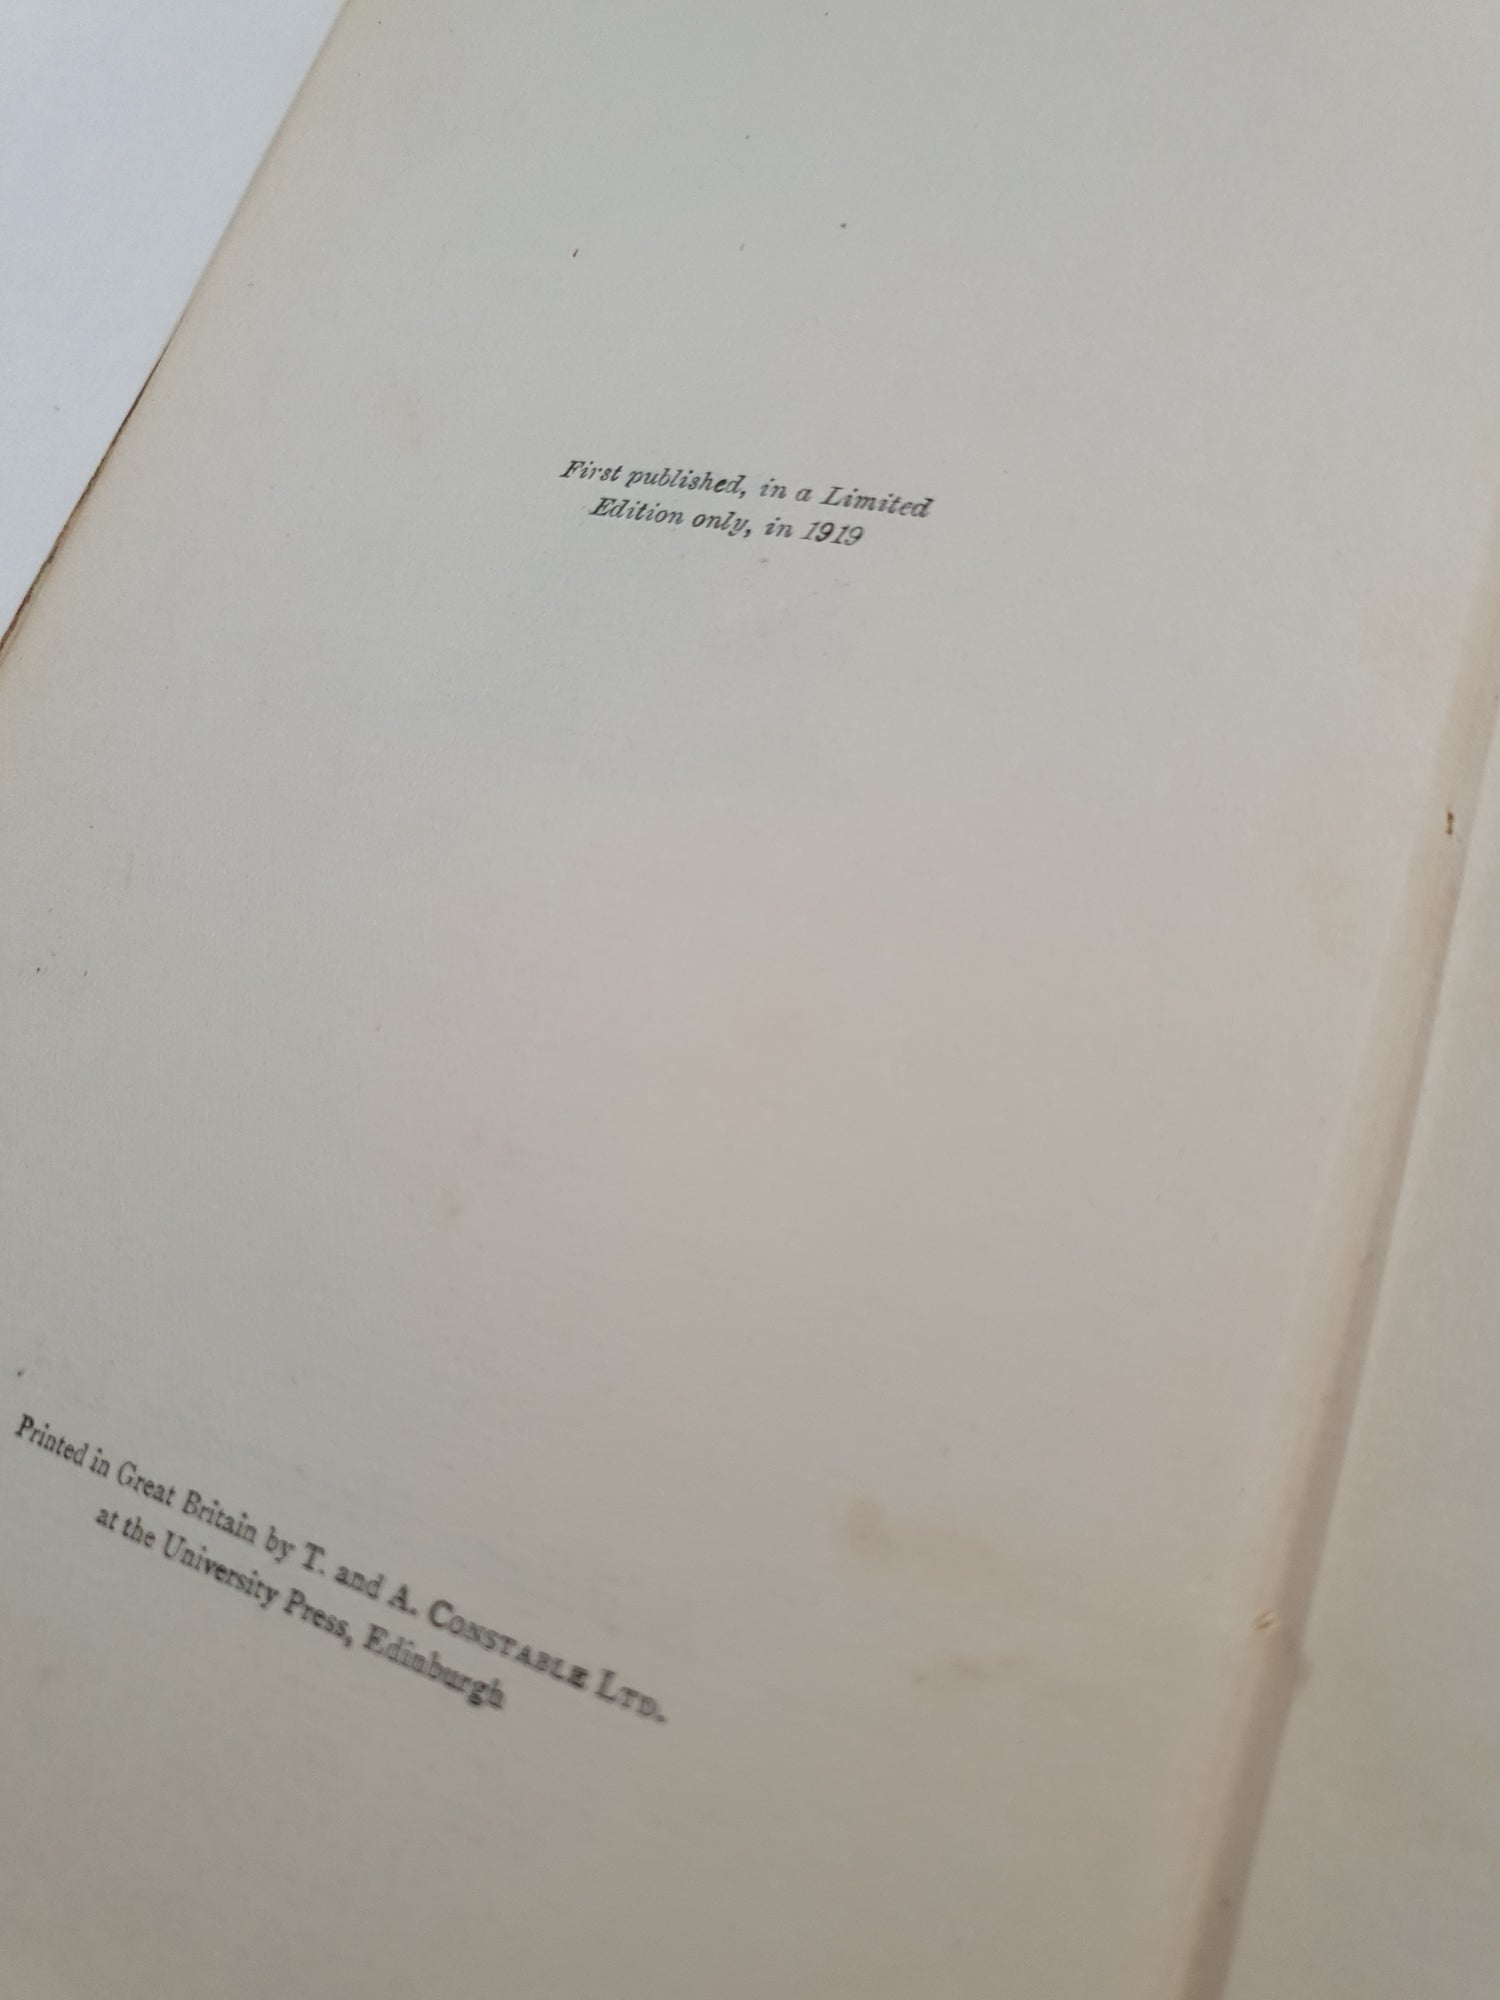 First published, in a Limited
Edition only, in 1919
Printed in Great Britain by T. and A. CONSTABLE LTD.
at the University Press, Edinburgh